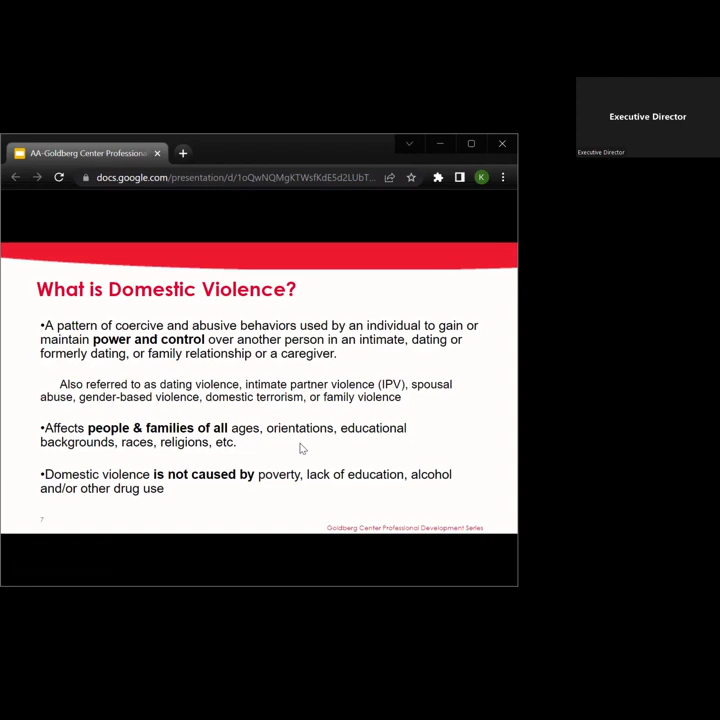 Executive Director
Executive Director
AA-Goldberg Center Professional
docs.google.com/presentation/d/1oQwNQMgKTWsfKdE5d2LUbT...
K
What is Domestic Violence?
•A pattern of coercive and abusive behaviors used by an individual to gain or
maintain power and control over another person in an intimate, dating or
formerly dating, or family relationship or a caregiver.
Also referred to as dating violence, intimate partner violence (IPV), spousal
abuse, gender-based violence, domestic terrorism, or family violence
•Affects people & families of all ages, orientations, educational
backgrounds, races, religions, etc.
•Domestic violence is not caused by poverty, lack of education, alcohol
and/or other drug use
7
Goldberg Center Professional Development Series